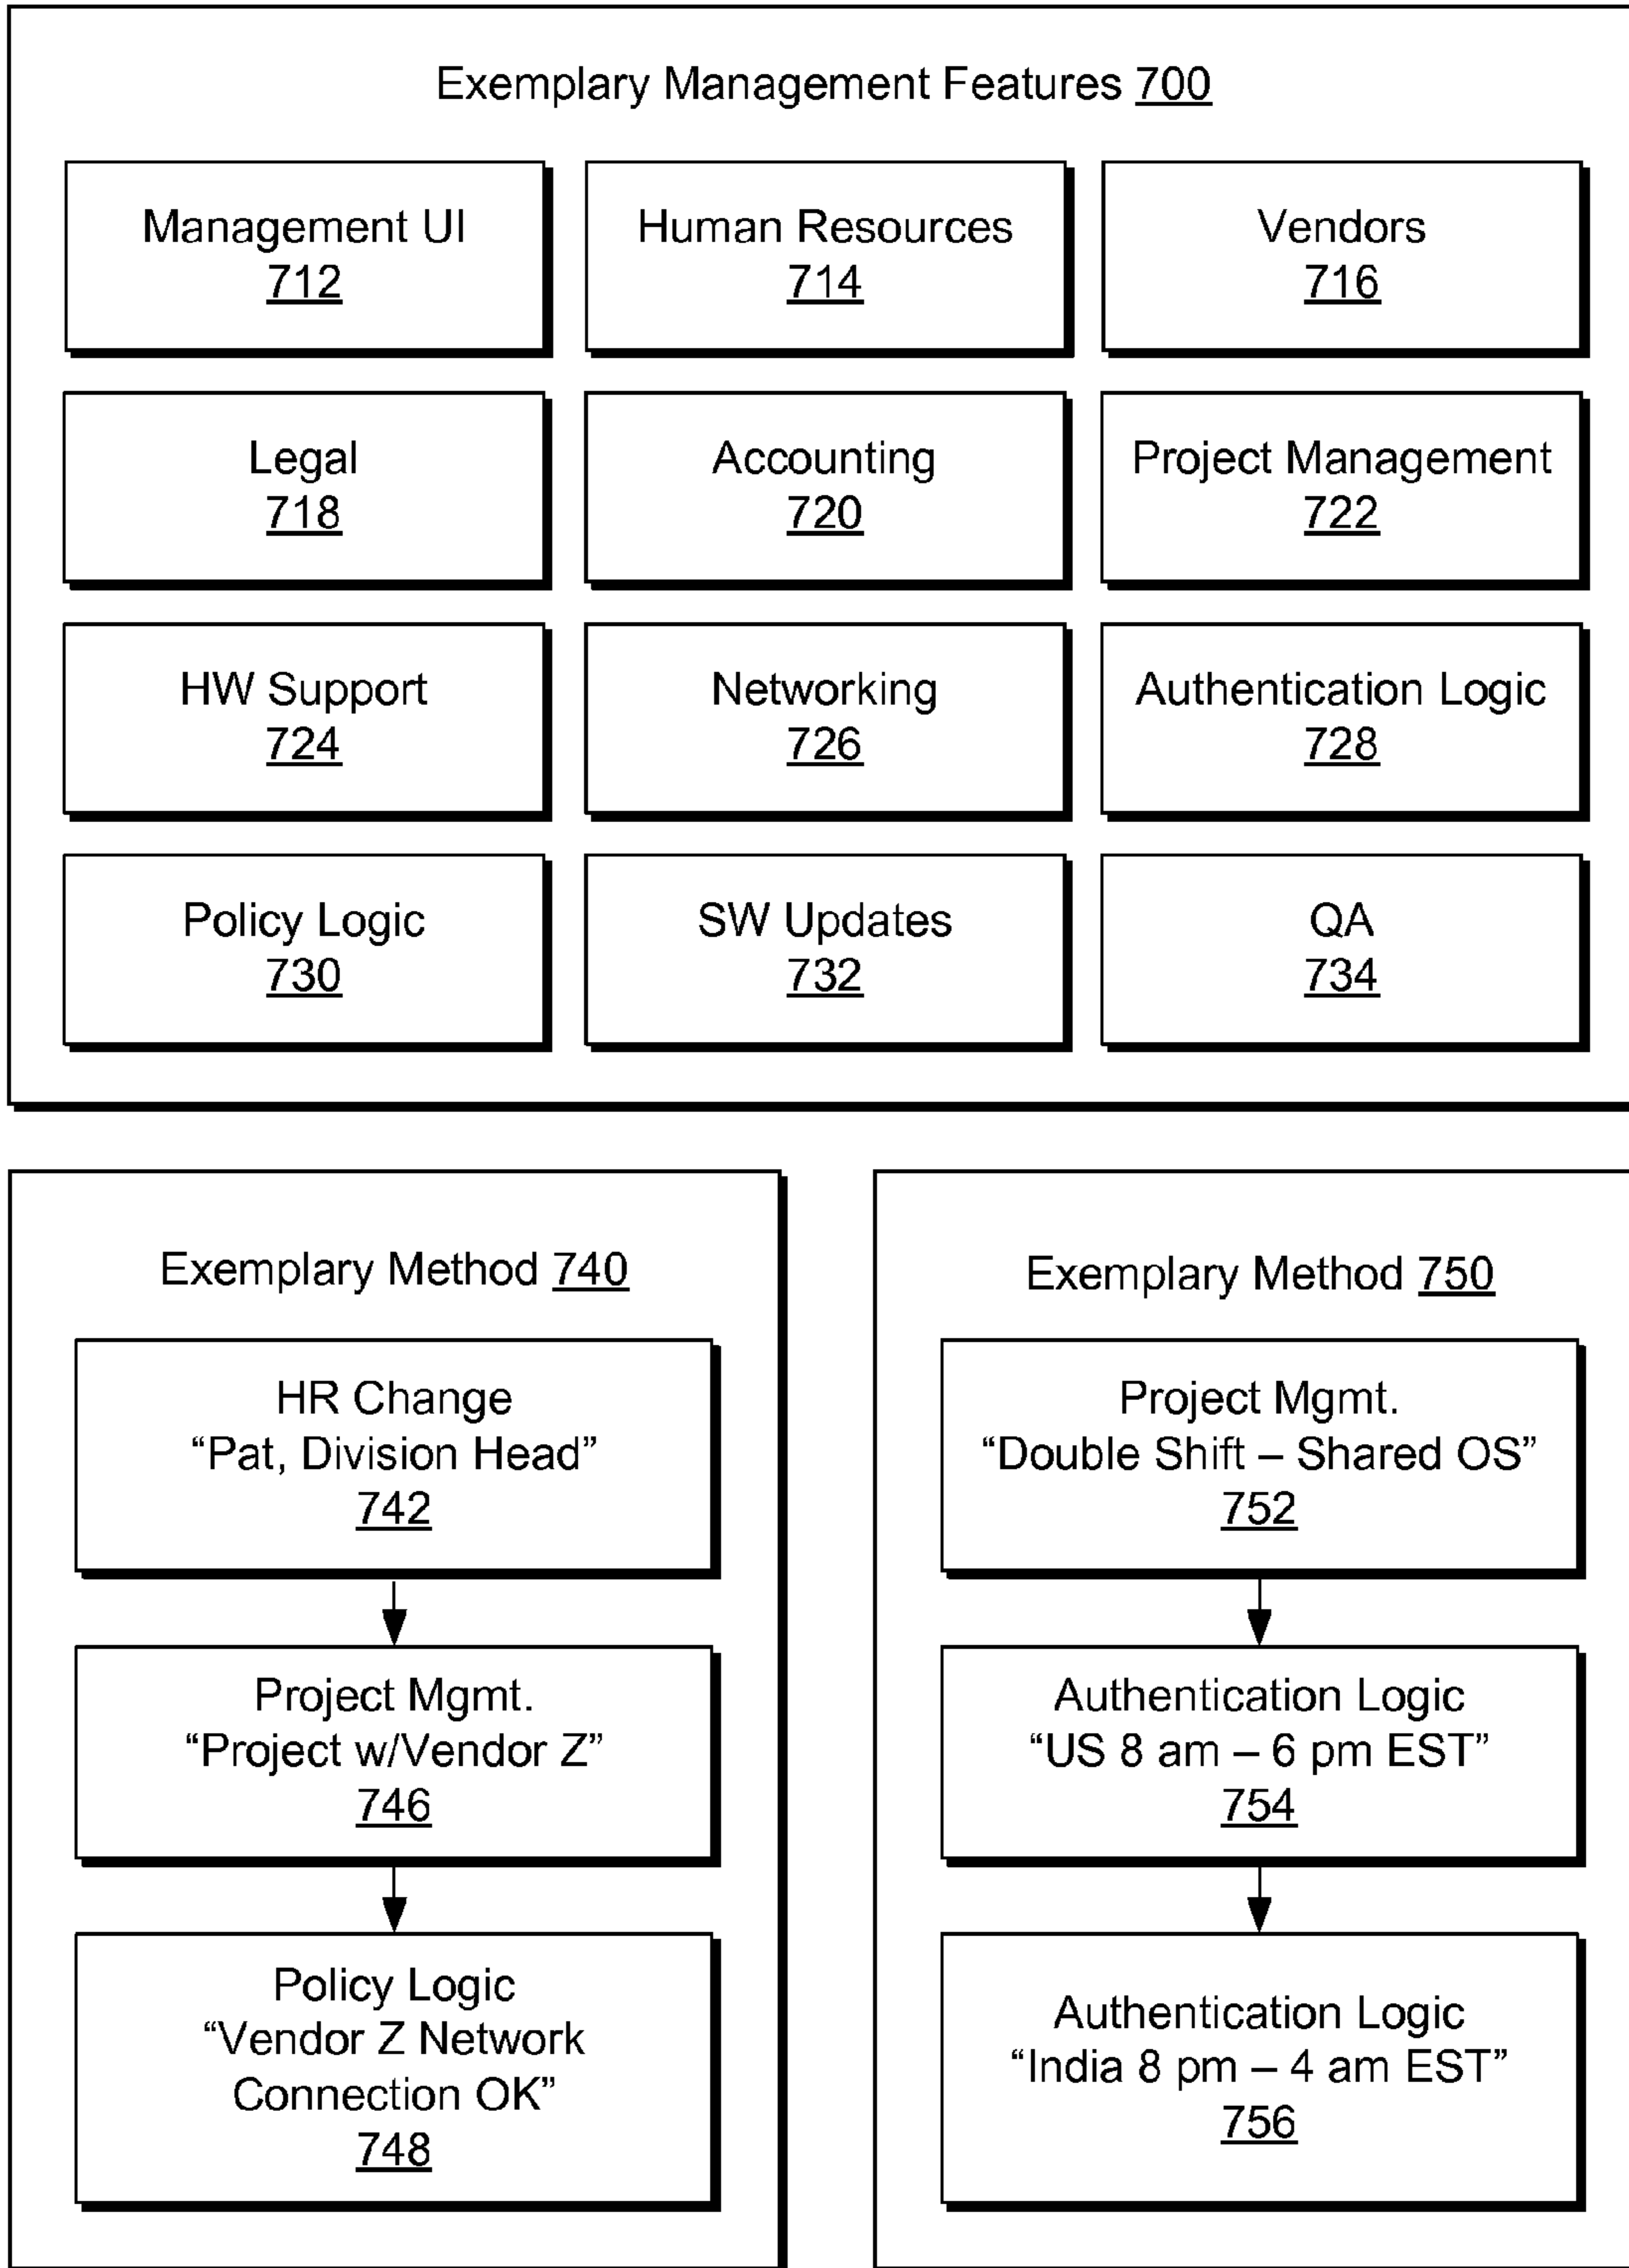 Exemplary Management Features 700
Management UI
712
Human Resources
714
Vendors
716
Legal
718
Accounting
720
Project Management
722
HW Support
724
Networking
726
Authentication Logic
728
Policy Logic
730
SW Updates
732
QA
734
Exemplary Method 740
HR Change
“Pat, Division Head”
742
Project Mgmt.
“Project w/Vendor Z”
746
Policy Logic
“Vendor Z Network
Connection OK”
748
Exemplary Method 750
Project Mgmt.
“Double Shift – Shared OS”
752
Authentication Logic
“US 8 am – 6 pm EST”
754
Authentication Logic
“India 8 pm – 4 am EST”
756